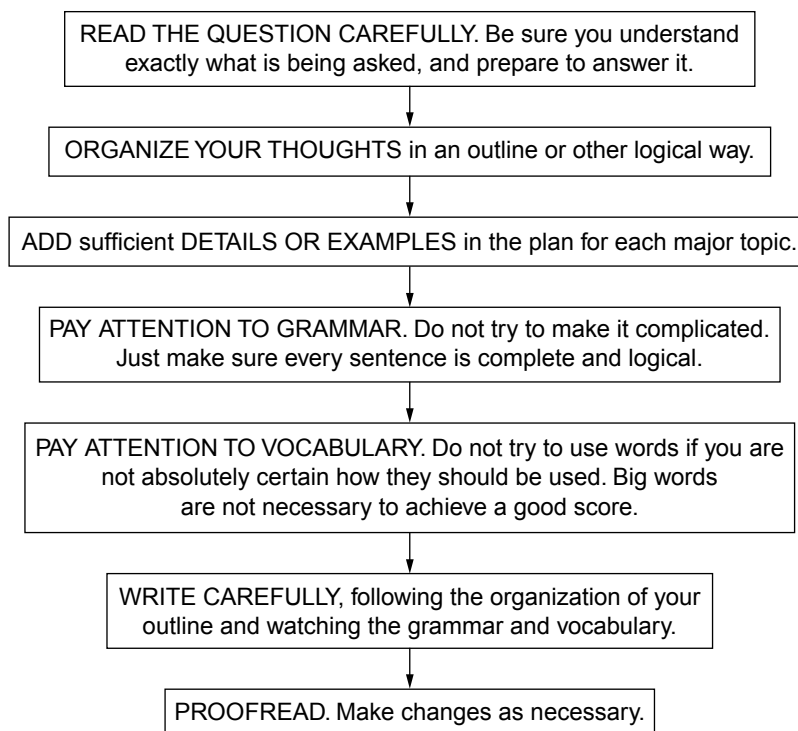 READ THE QUESTION CAREFULLY. Be sure you understand
exactly what is being asked, and prepare to answer it.
ORGANIZE YOUR THOUGHTS in an outline or other logical way.
ADD sufficient DETAILS OR EXAMPLES in the plan for each major topic.
PAY ATTENTION TO GRAMMAR. Do not try to make it complicated.
Just make sure every sentence is complete and logical.
PAY ATTENTION TO VOCABULARY. Do not try to use words if you are
not absolutely certain how they should be used. Big words
are not necessary to achieve a good score.
WRITE CAREFULLY, following the organization of your
outline and watching the grammar and vocabulary.
PROOFREAD. Make changes as necessary.